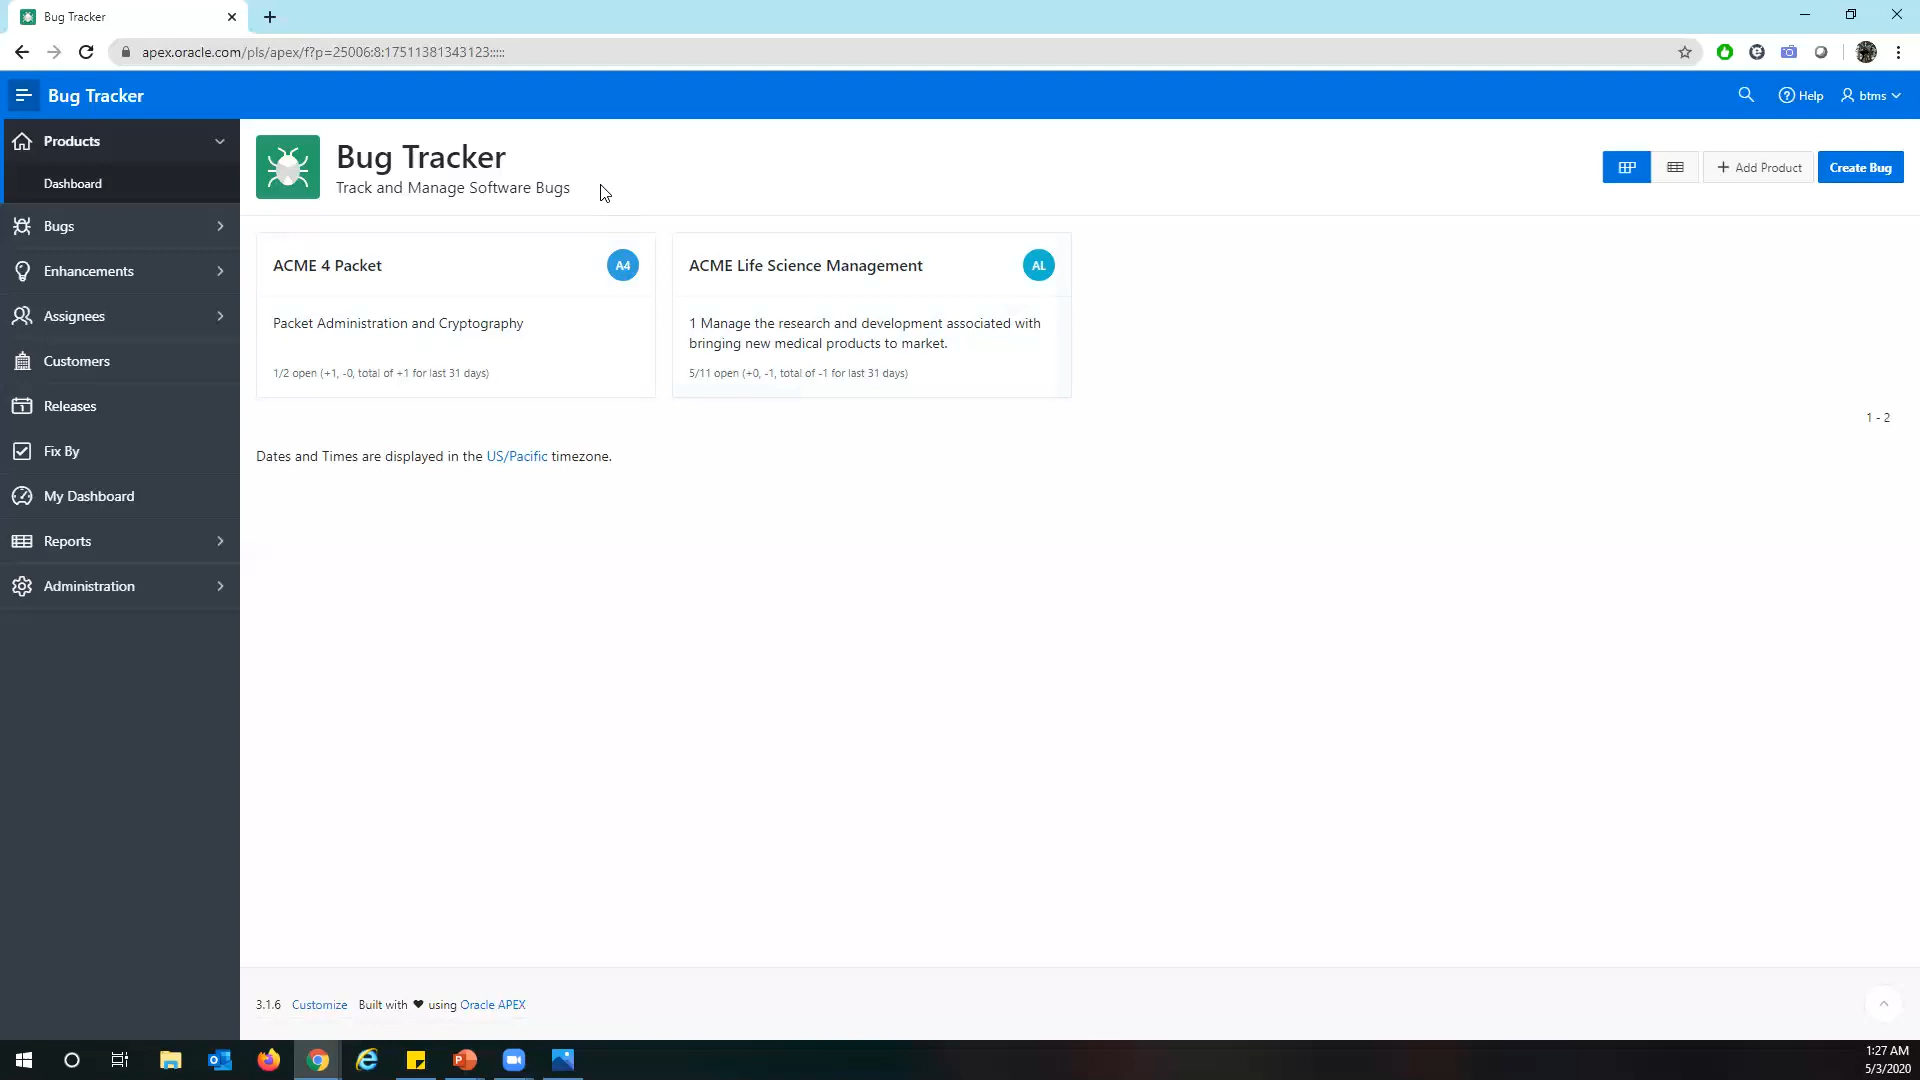 Bug Tracker
apex.oracle.com/pls/apex/f?p=25006:8:17511381343123:::::
Bug Tracker
Help
btms
Products
Dashboard
Bugs
Enhancements
Assignees
Customers
Releases
Fix By
My Dashboard
Reports
Administration
Bug Tracker
Track and Manage Software Bugs
Add Product
Create Bug
ACME 4 Packet
A4
Packet Administration and Cryptography
1/2 open (+1, -0, total of +1 for last 31 days)
ACME Life Science Management
AL
1 Manage the research and development associated with
bringing new medical products to market.
5/11 open (+0, -1, total of -1 for last 31 days)
1 - 2
Dates and Times are displayed in the US/Pacific timezone.
3.1.6 Customize Built with ♥ using Oracle APEX
1:27 AM
5/3/2020